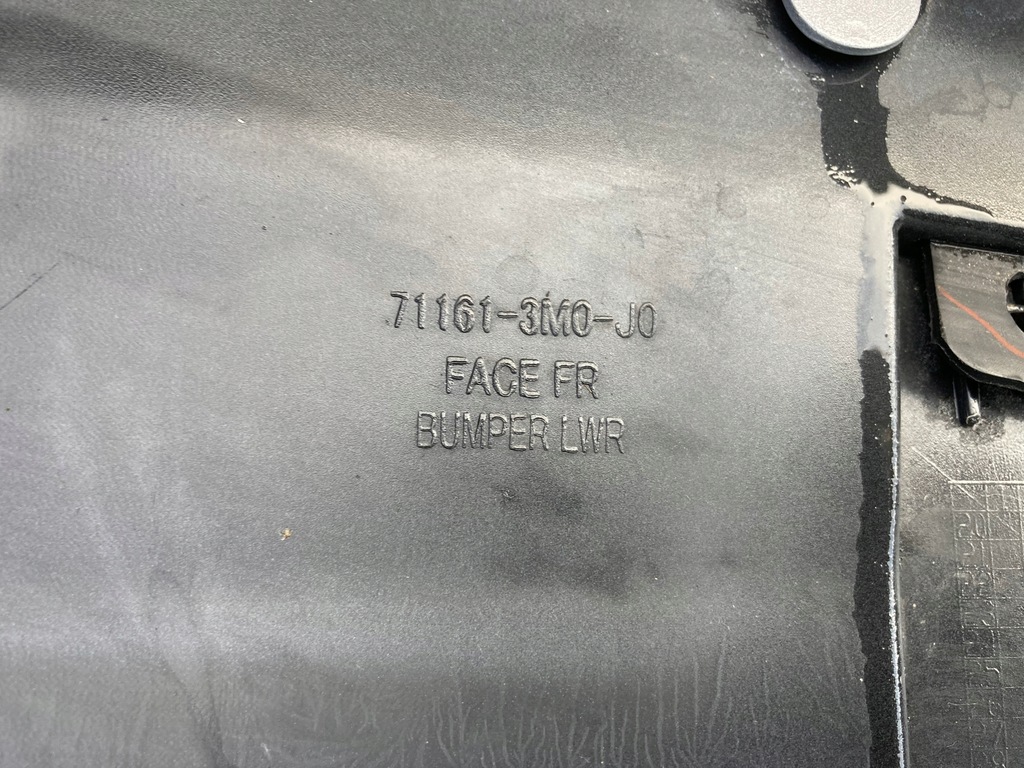 71161-3M0-J0
FACE FR
BUMPER LWR